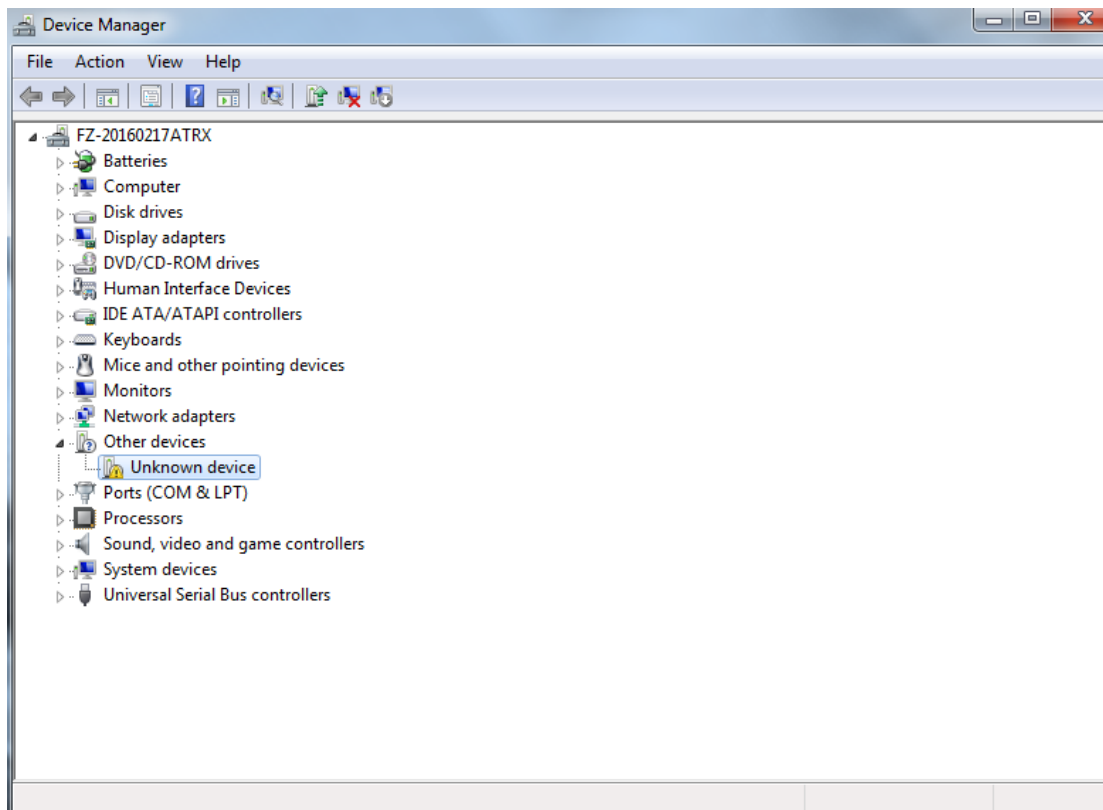 Device Manager
File Action View Help
FZ-20160217ATRX
Batteries
Computer
Disk drives
Display adapters
DVD/CD-ROM drives
Human Interface Devices
IDE ATA/ATAPI controllers
Keyboards
Mice and other pointing devices
Monitors
Network adapters
Other devices
Unknown device
Ports (COM & LPT)
Processors
Sound, video and game controllers
System devices
Universal Serial Bus controllers